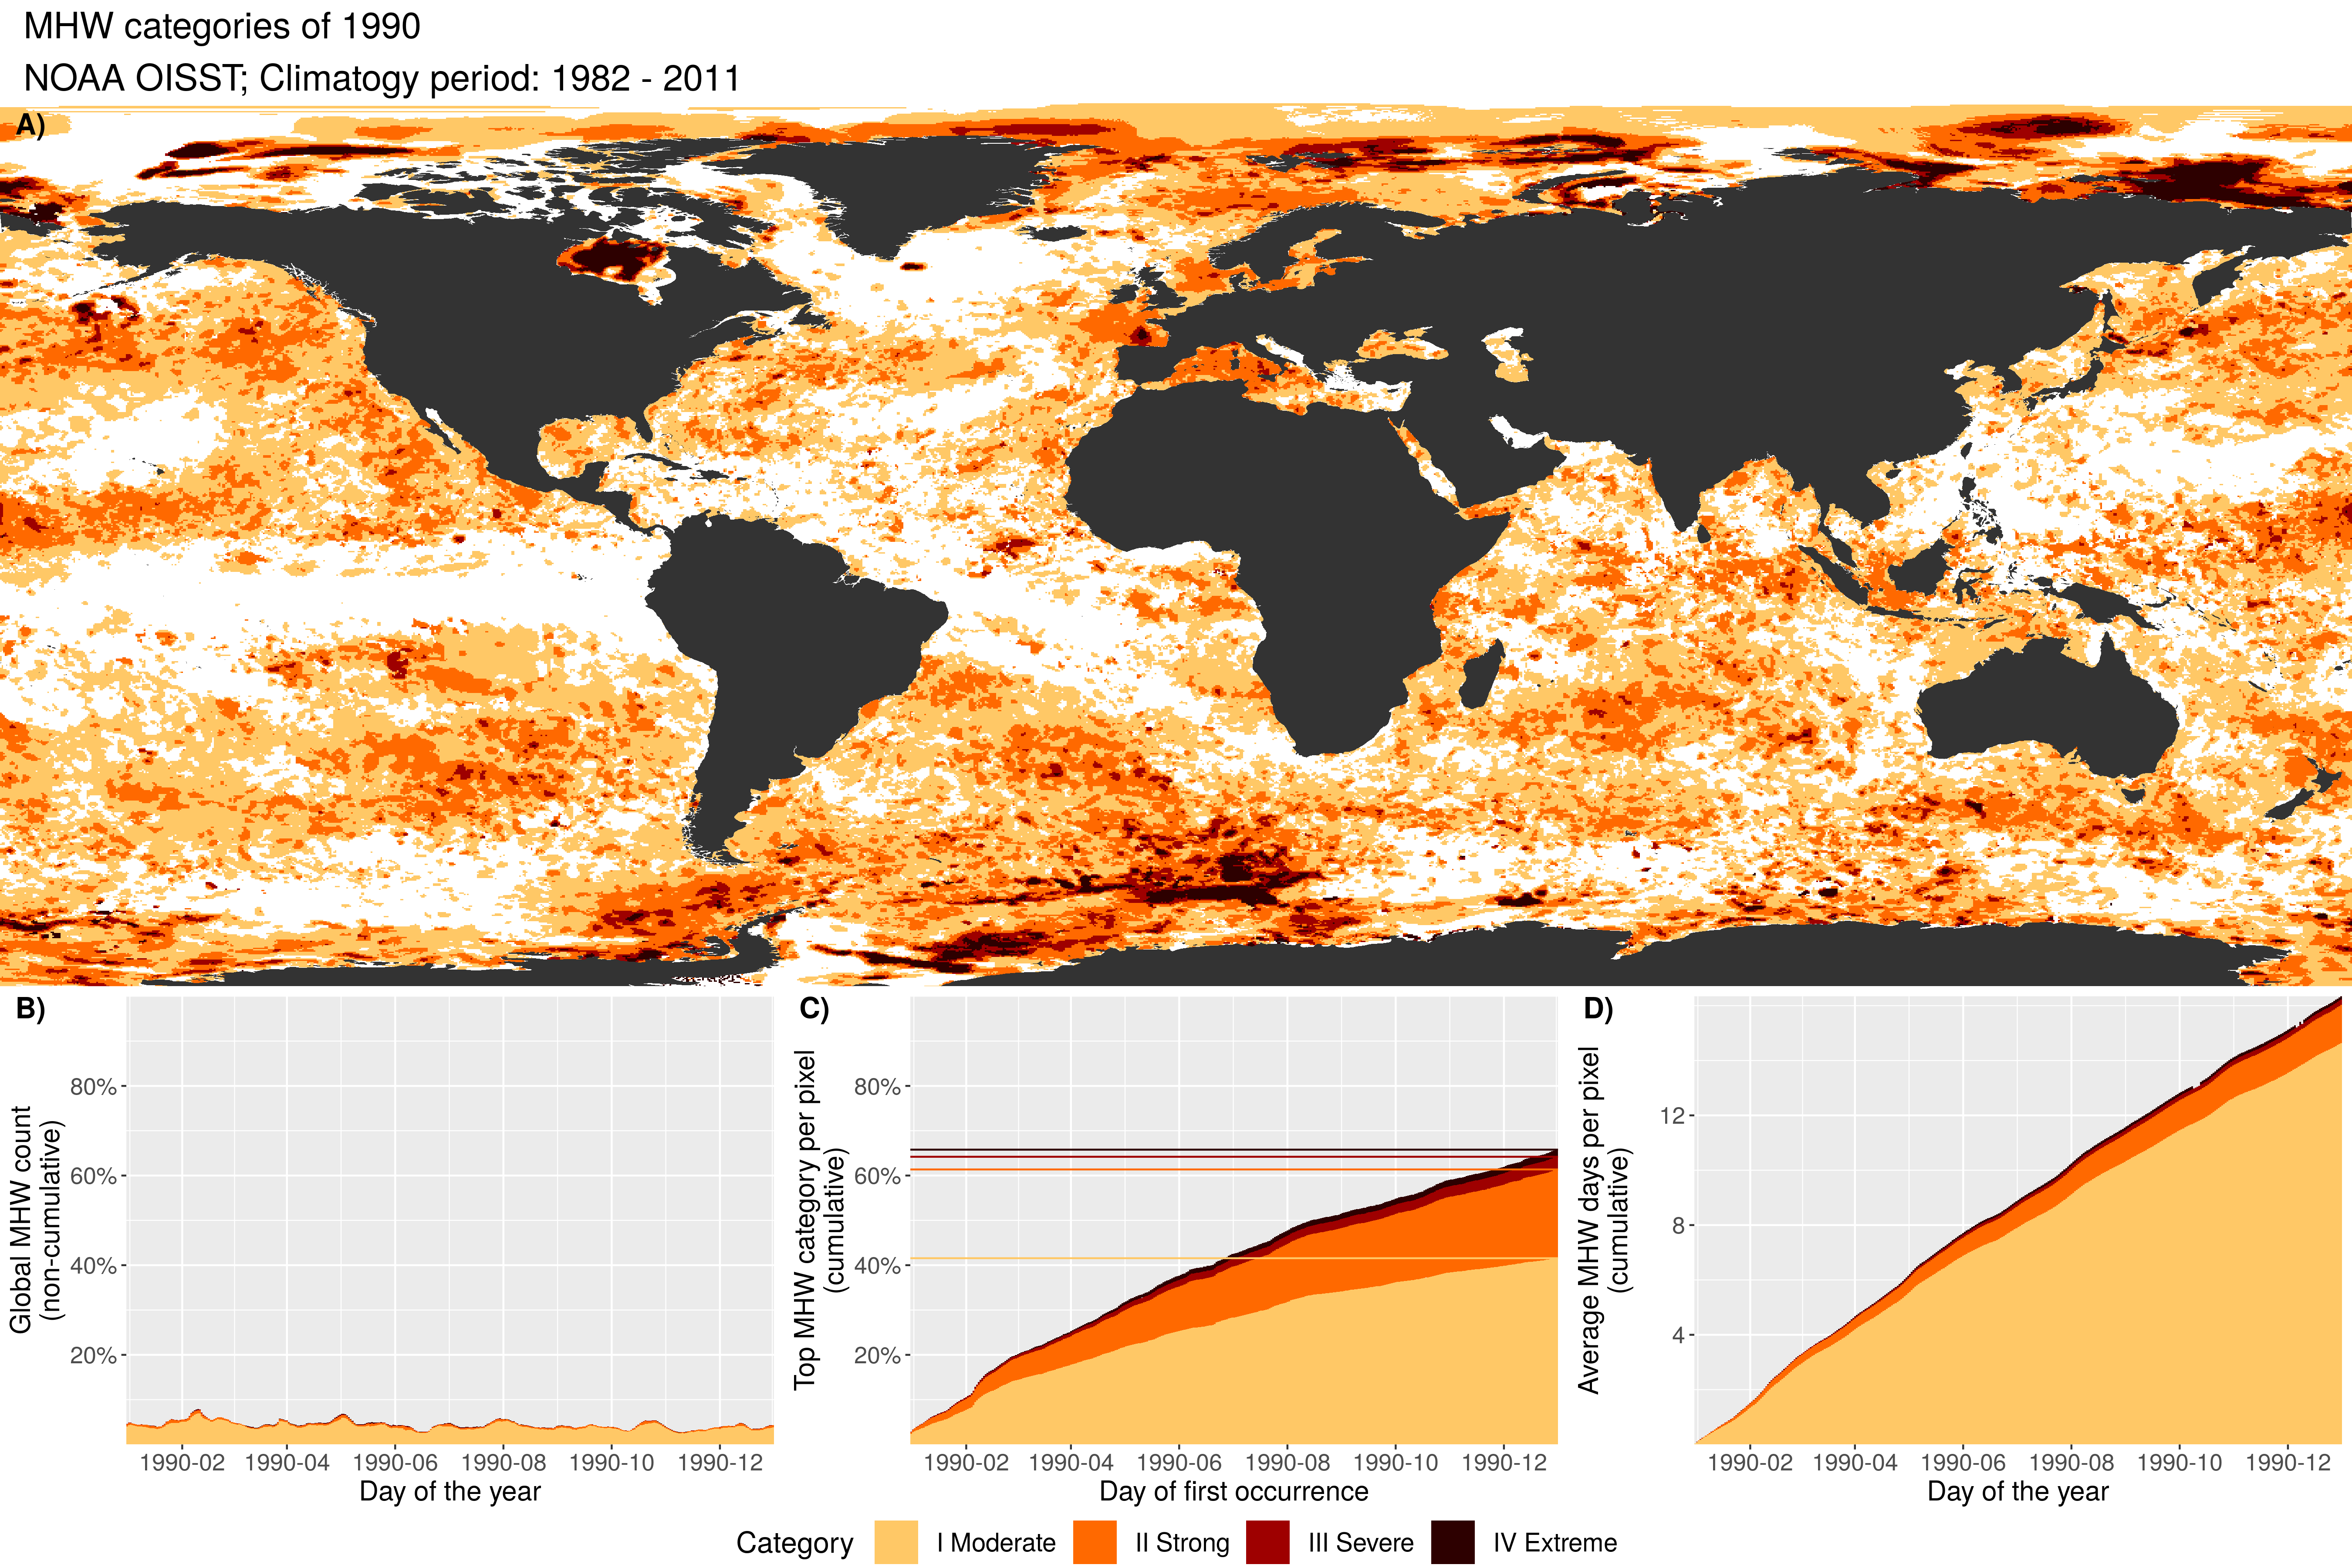 MHW categories of 1990
NOAA OISST; Climatogy period: 1982 - 2011
A)
B)
Global MHW count
(non-cumulative)
80%
60%
40%
20%
1990-02 1990-04 1990-06 1990-08 1990-10 1990-12
Day of the year
C)
Top MHW category per pixel
(cumulative)
80%
60%
40%
20%
1990-02 1990-04 1990-06 1990-08 1990-10 1990-12
Day of first occurrence
D)
Average MHW days per pixel
(cumulative)
12
8
4
1990-02 1990-04 1990-06 1990-08 1990-10 1990-12
Day of the year
Category I Moderate II Strong III Severe IV Extreme